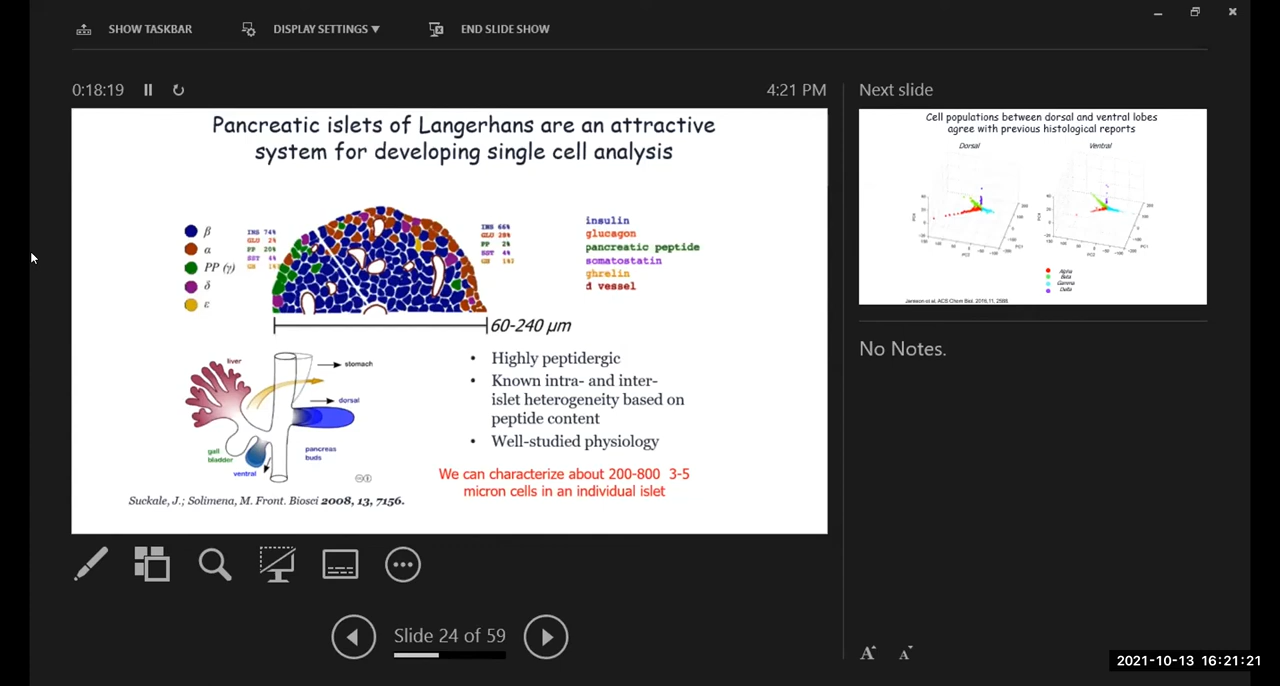 SHOW TASKBAR
DISPLAY SETTINGS ▼
END SLIDE SHOW
0:18:19
4:21 PM
Pancreatic islets of Langerhans are an attractive
system for developing single cell analysis
β
α
PP (γ)
δ
ε
INS 74%
GLU 2%
PP 20%
SST 4%
INS 66%
GLU 28%
PP 2%
SST 4%
insulin
glucagon
pancreatic peptide
somatostatin
ghrelin
d vessel
60-240 µm
liver
stomach
dorsal
gall
bladder
ventral
pancreas
buds
• Highly peptidergic
• Known intra- and inter-
islet heterogeneity based on
peptide content
• Well-studied physiology
We can characterize about 200-800 3-5
micron cells in an individual islet
Suckale, J.; Solimena, M. Front. Biosci 2008, 13, 7156.
Slide 24 of 59
Next slide
Cell populations between dorsal and ventral lobes
agree with previous histological reports
Dorsal
Ventral
Alpha
Beta
Gamma
Delta
No Notes.
A
A
2021-10-13 16:21:21